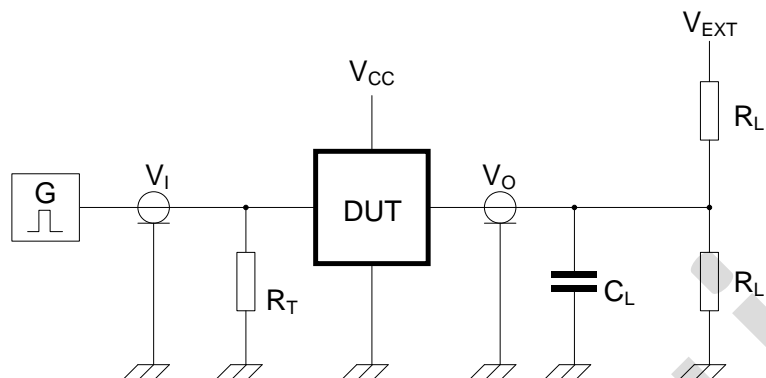 V_EXT
V_CC
R_L
G
V_I
V_O
DUT
R_T
C_L
R_L